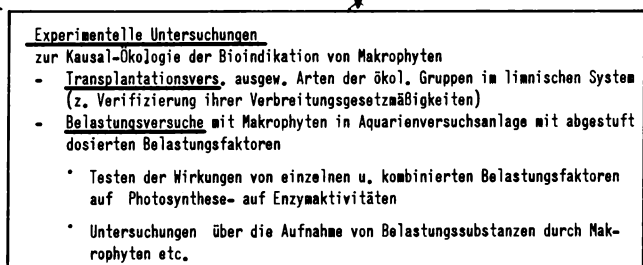 Experimentelle Untersuchungen
zur Kausal-Ökologie der Bioindikation von Makrophyten
- Transplantationsvers. ausgew. Arten der ökol. Gruppen im limnischen System
(z. Verifizierung ihrer Verbreitungsgesetzmäßigkeiten)
- Belastungsversuche mit Makrophyten in Aquarienversuchsanlage mit abgestuft
dosierten Belastungsfaktoren
° Testen der Wirkungen von einzelnen u. kombinierten Belastungsfaktoren
auf Photosynthese- auf Enzymaktivitäten
° Untersuchungen über die Aufnahme von Belastungssubstanzen durch Mak-
rophyten etc.